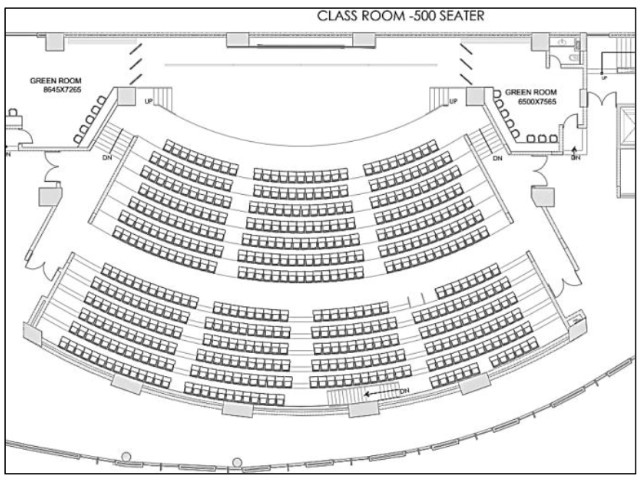 CLASS ROOM -500 SEATER
GREEN ROOM
8645X7265
GREEN ROOM
6500X7565
UP
UP
UP
DN
DN
DN
DN
DN